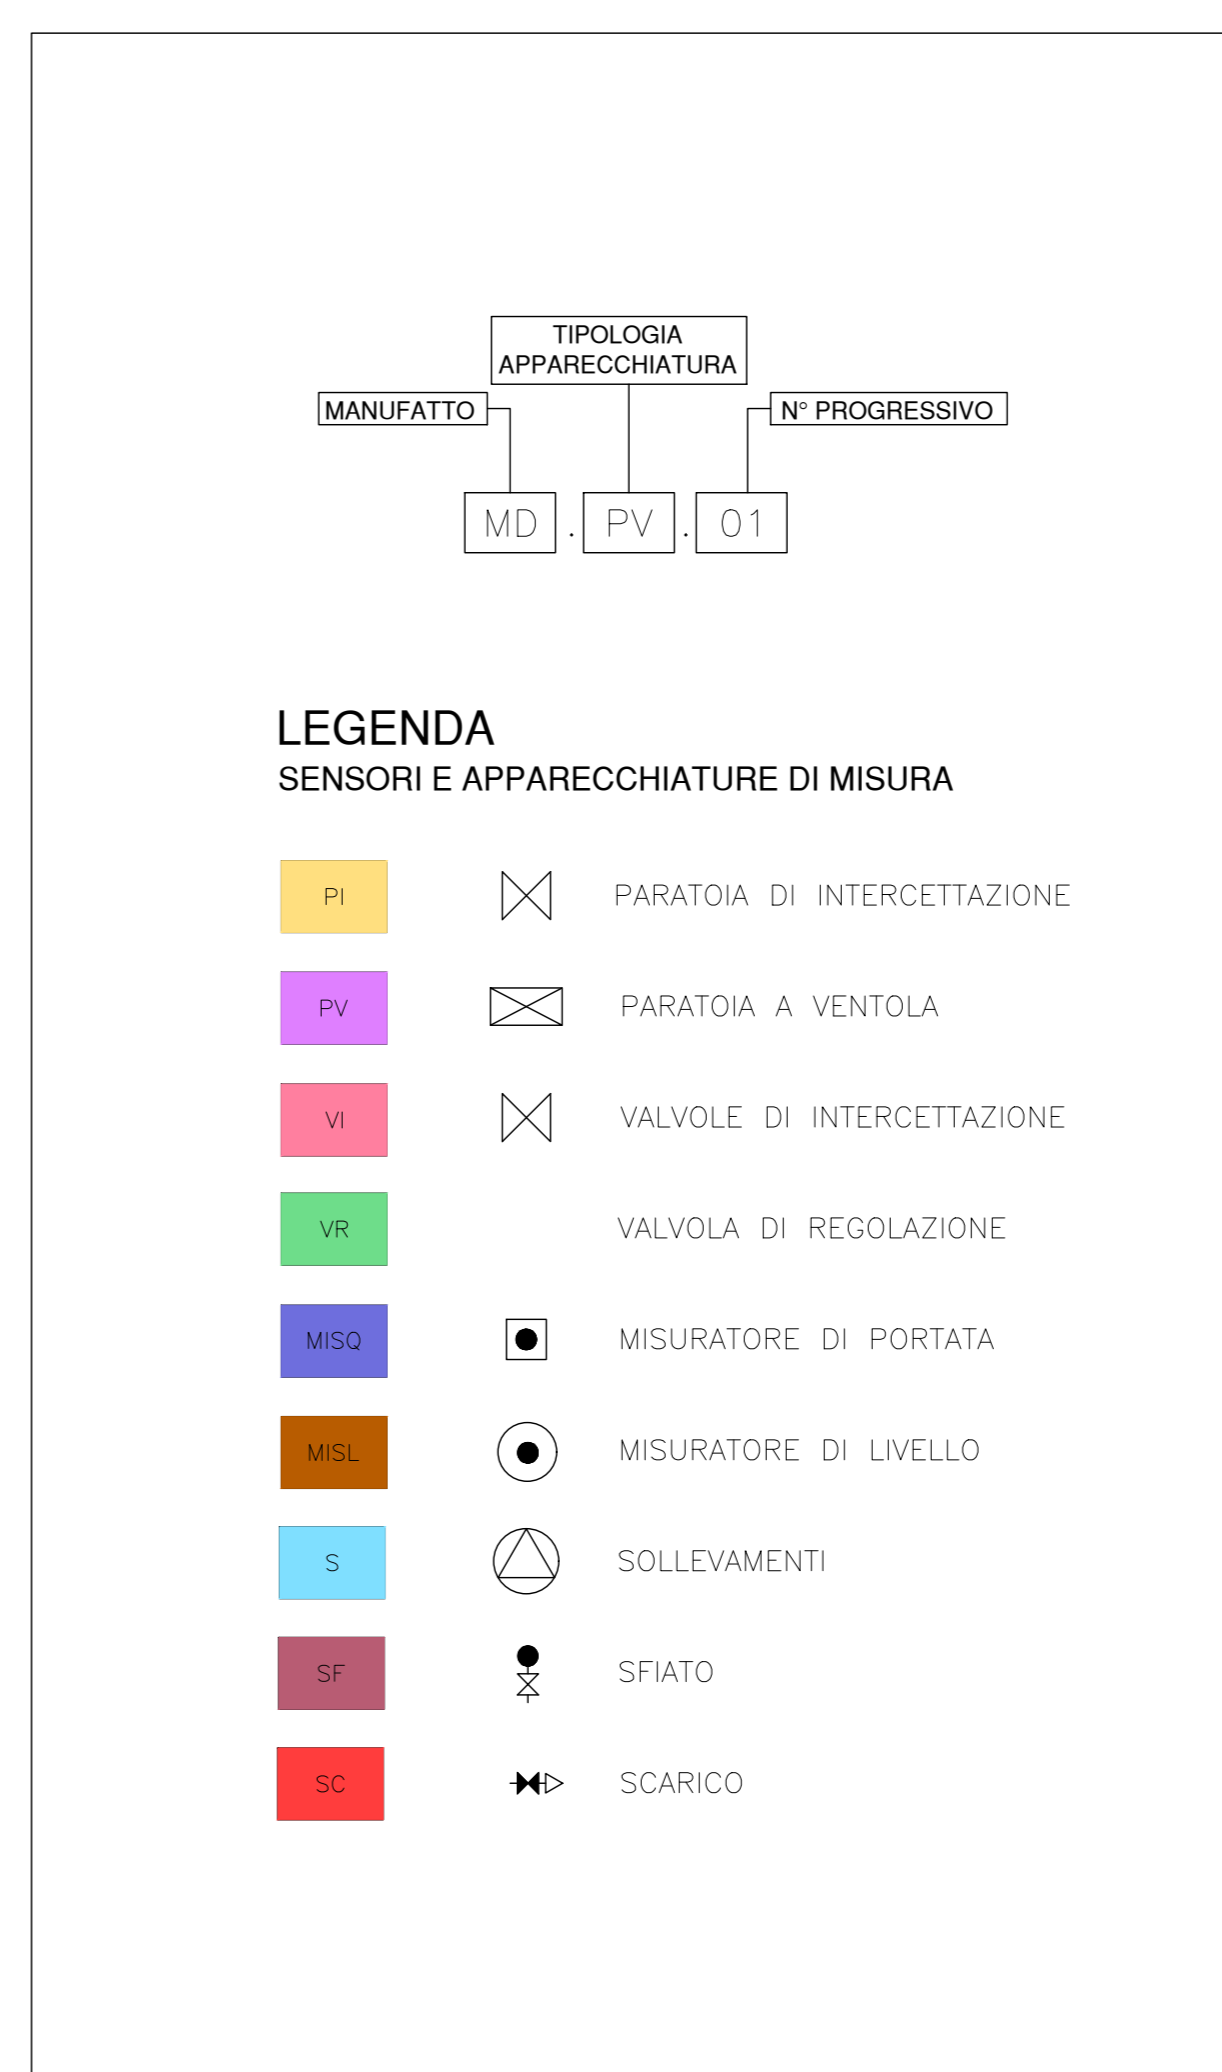 TIPOLOGIA
APPARECCHIATURA
MANUFATTO
N° PROGRESSIVO
MD . PV . 01
LEGENDA
SENSORI E APPARECCHIATURE DI MISURA
PI PARATOIA DI INTERCETTAZIONE
PV PARATOIA A VENTOLA
VI VALVOLE DI INTERCETTAZIONE
VR VALVOLA DI REGOLAZIONE
MISQ MISURATORE DI PORTATA
MISL MISURATORE DI LIVELLO
S SOLLEVAMENTI
SF SFIATO
SC SCARICO